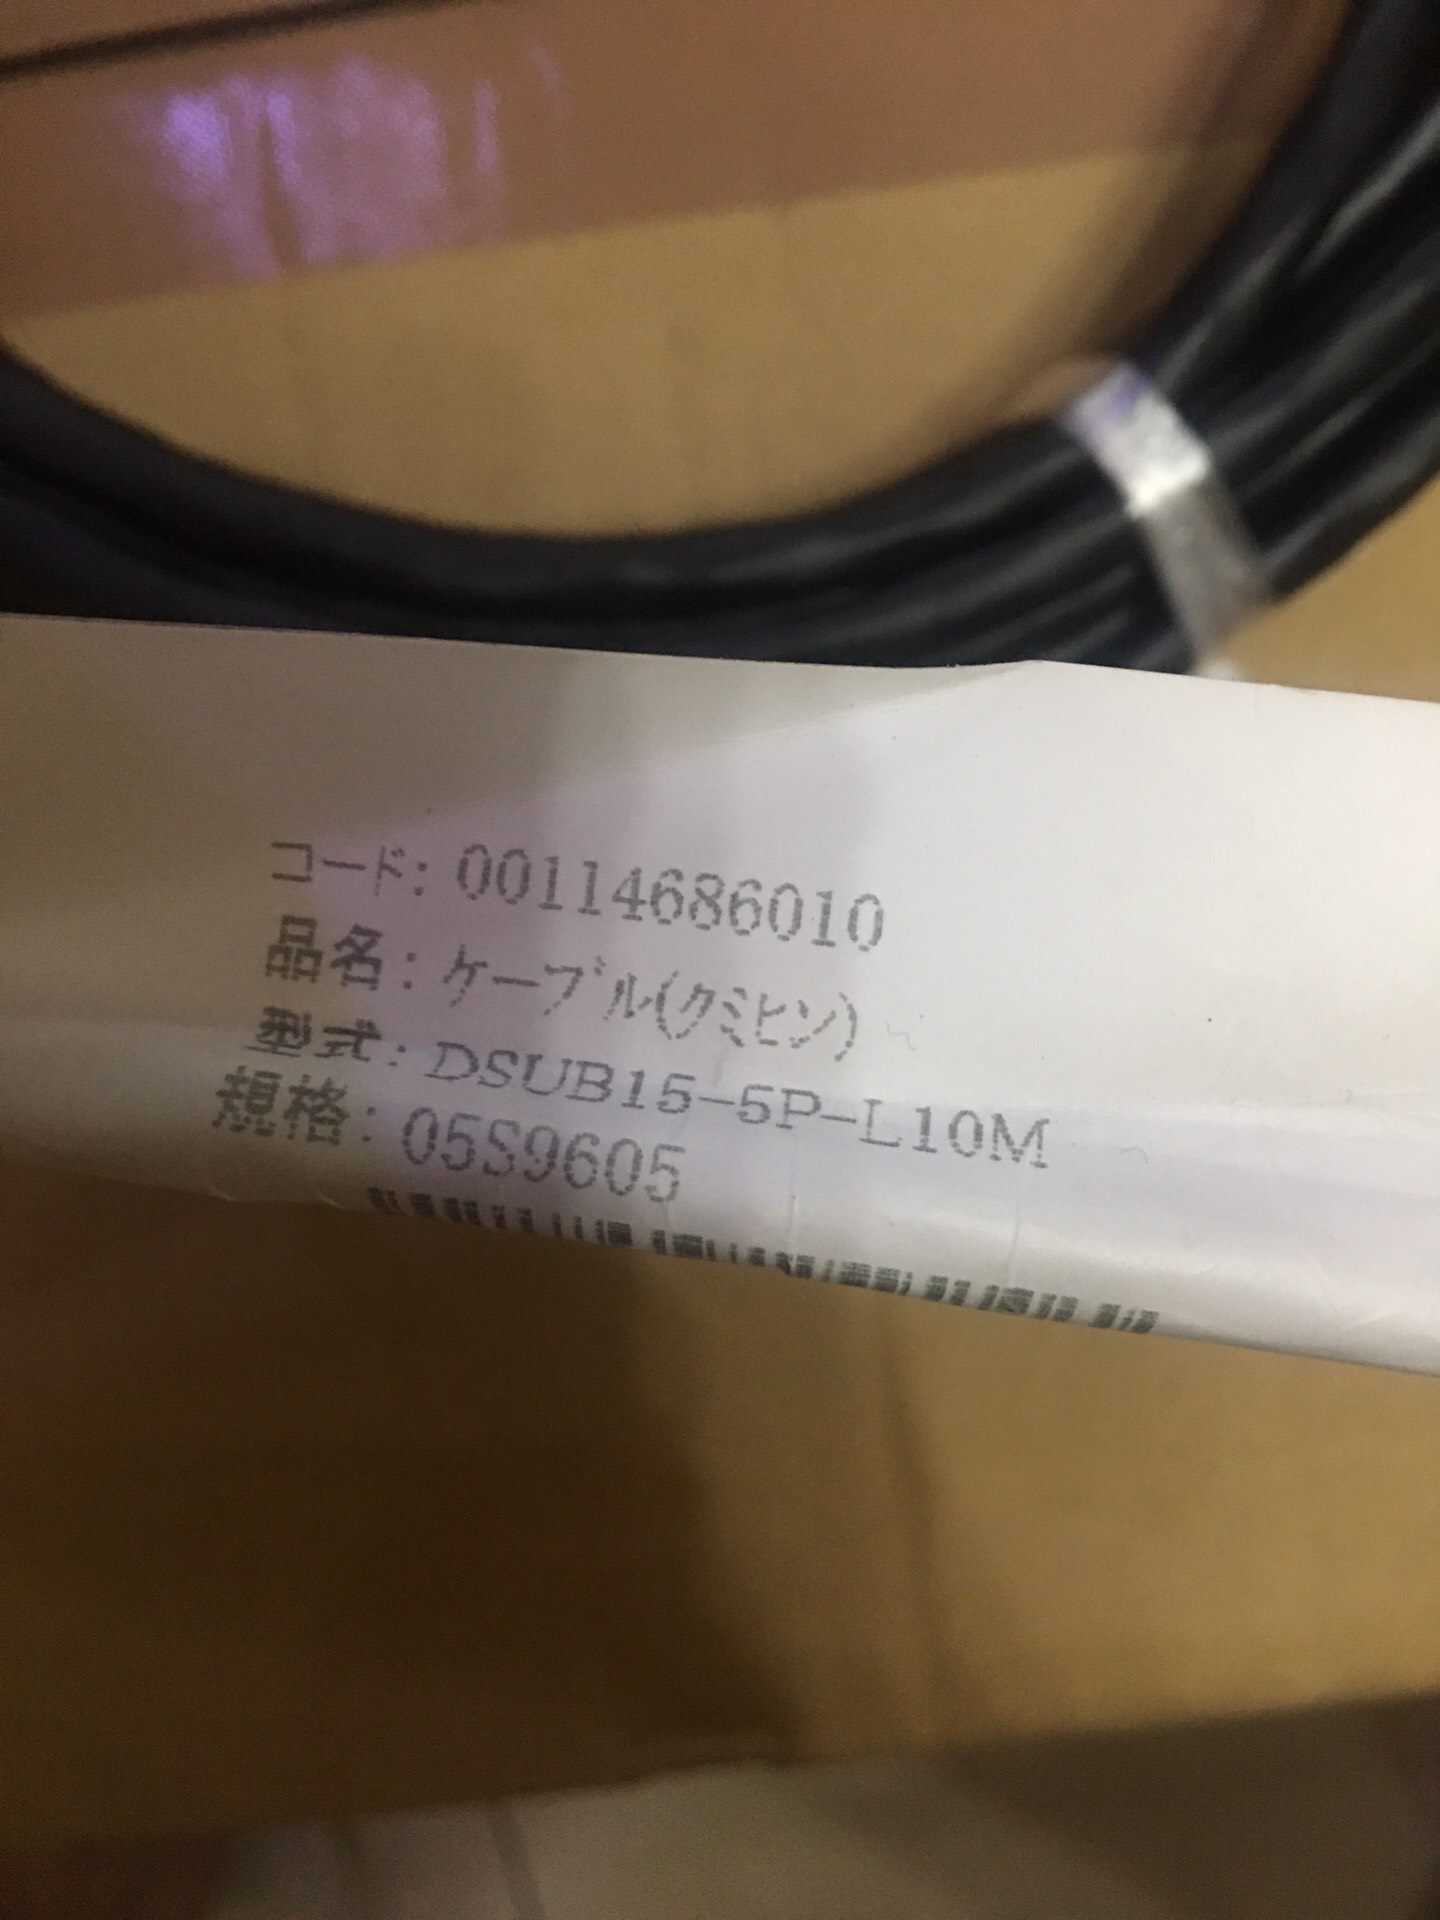 コード: 00114686010
品名: ケーブル(クミヒン)
型式: DSUB15-5P-L10M
規格: 05S9605